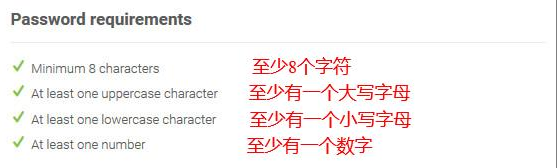 Password requirements
Minimum 8 characters 至少8个字符
At least one uppercase character 至少有一个大写字母
At least one lowercase character 至少有一个小写字母
At least one number 至少有一个数字